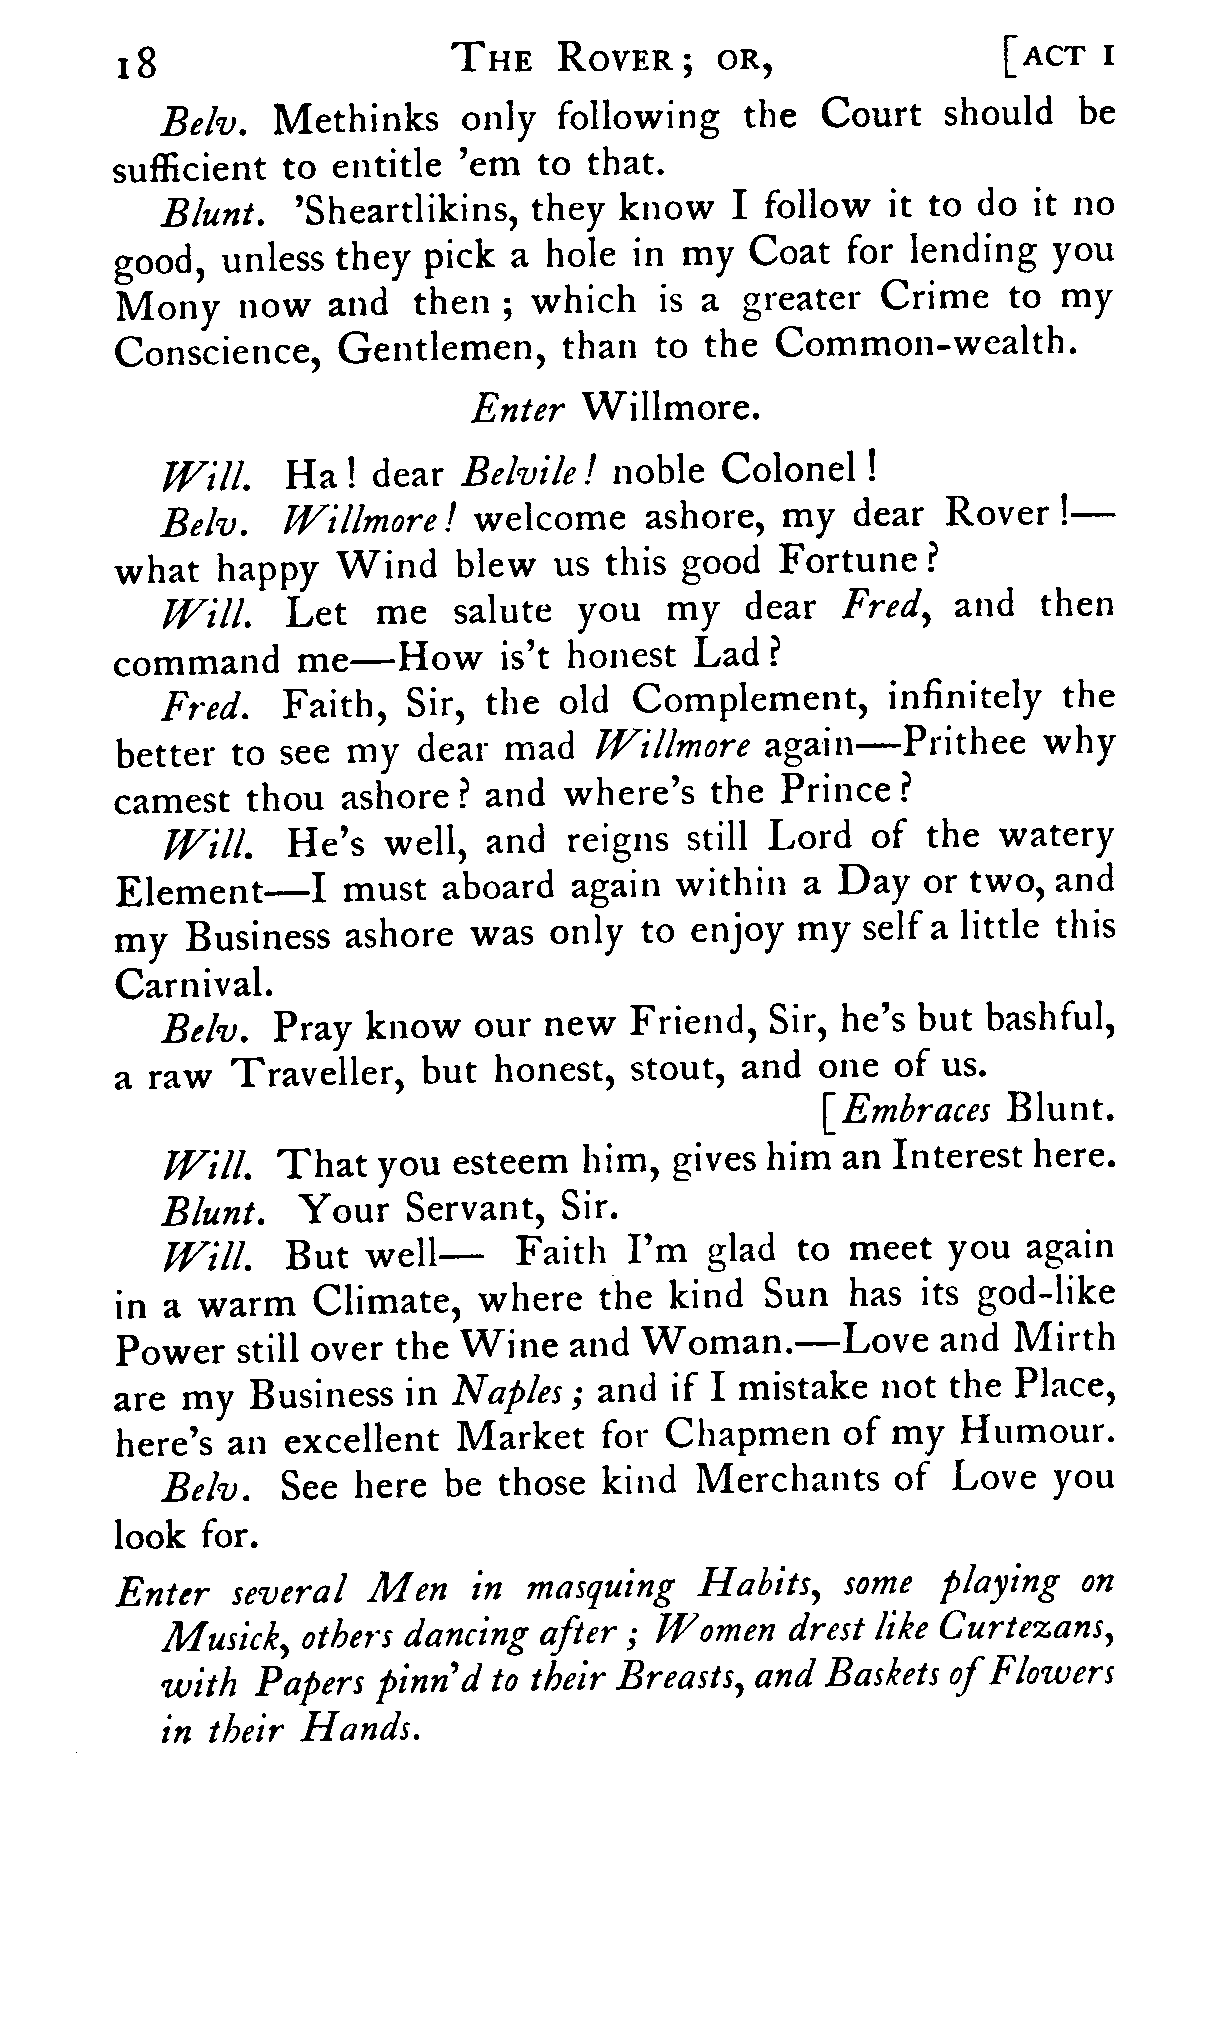 18 The Rover; or, [act I
Belv. Methinks only following the Court should be
sufficient to entitle 'em to that.
Blunt. 'Sheartlikins, they know I follow it to do it no
good, unless they pick a hole in my Coat for lending you
Mony now and then; which is a greater Crime to my
Conscience, Gentlemen, than to the Common-wealth.
Enter Willmore.
Will. Ha! dear Belvile! noble Colonel!
Belv. Willmore! welcome ashore, my dear Rover!—
what happy Wind blew us this good Fortune?
Will. Let me salute you my dear Fred, and then
command me—How is't honest Lad?
Fred. Faith, Sir, the old Complement, infinitely the
better to see my dear mad Willmore again—Prithee why
camest thou ashore? and where's the Prince?
Will. He's well, and reigns still Lord of the watery
Element—I must aboard again within a Day or two, and
my Business ashore was only to enjoy my self a little this
Carnival.
Belv. Pray know our new Friend, Sir, he's but bashful,
a raw Traveller, but honest, stout, and one of us.
[Embraces Blunt.
Will. That you esteem him, gives him an Interest here.
Blunt. Your Servant, Sir.
Will. But well— Faith I'm glad to meet you again
in a warm Climate, where the kind Sun has its god-like
Power still over the Wine and Woman.—Love and Mirth
are my Business in Naples; and if I mistake not the Place,
here's an excellent Market for Chapmen of my Humour.
Belv. See here be those kind Merchants of Love you
look for.
Enter several Men in masquing Habits, some playing on
Musick, others dancing after; Women drest like Curtezans,
with Papers pinn'd to their Breasts, and Baskets of Flowers
in their Hands.